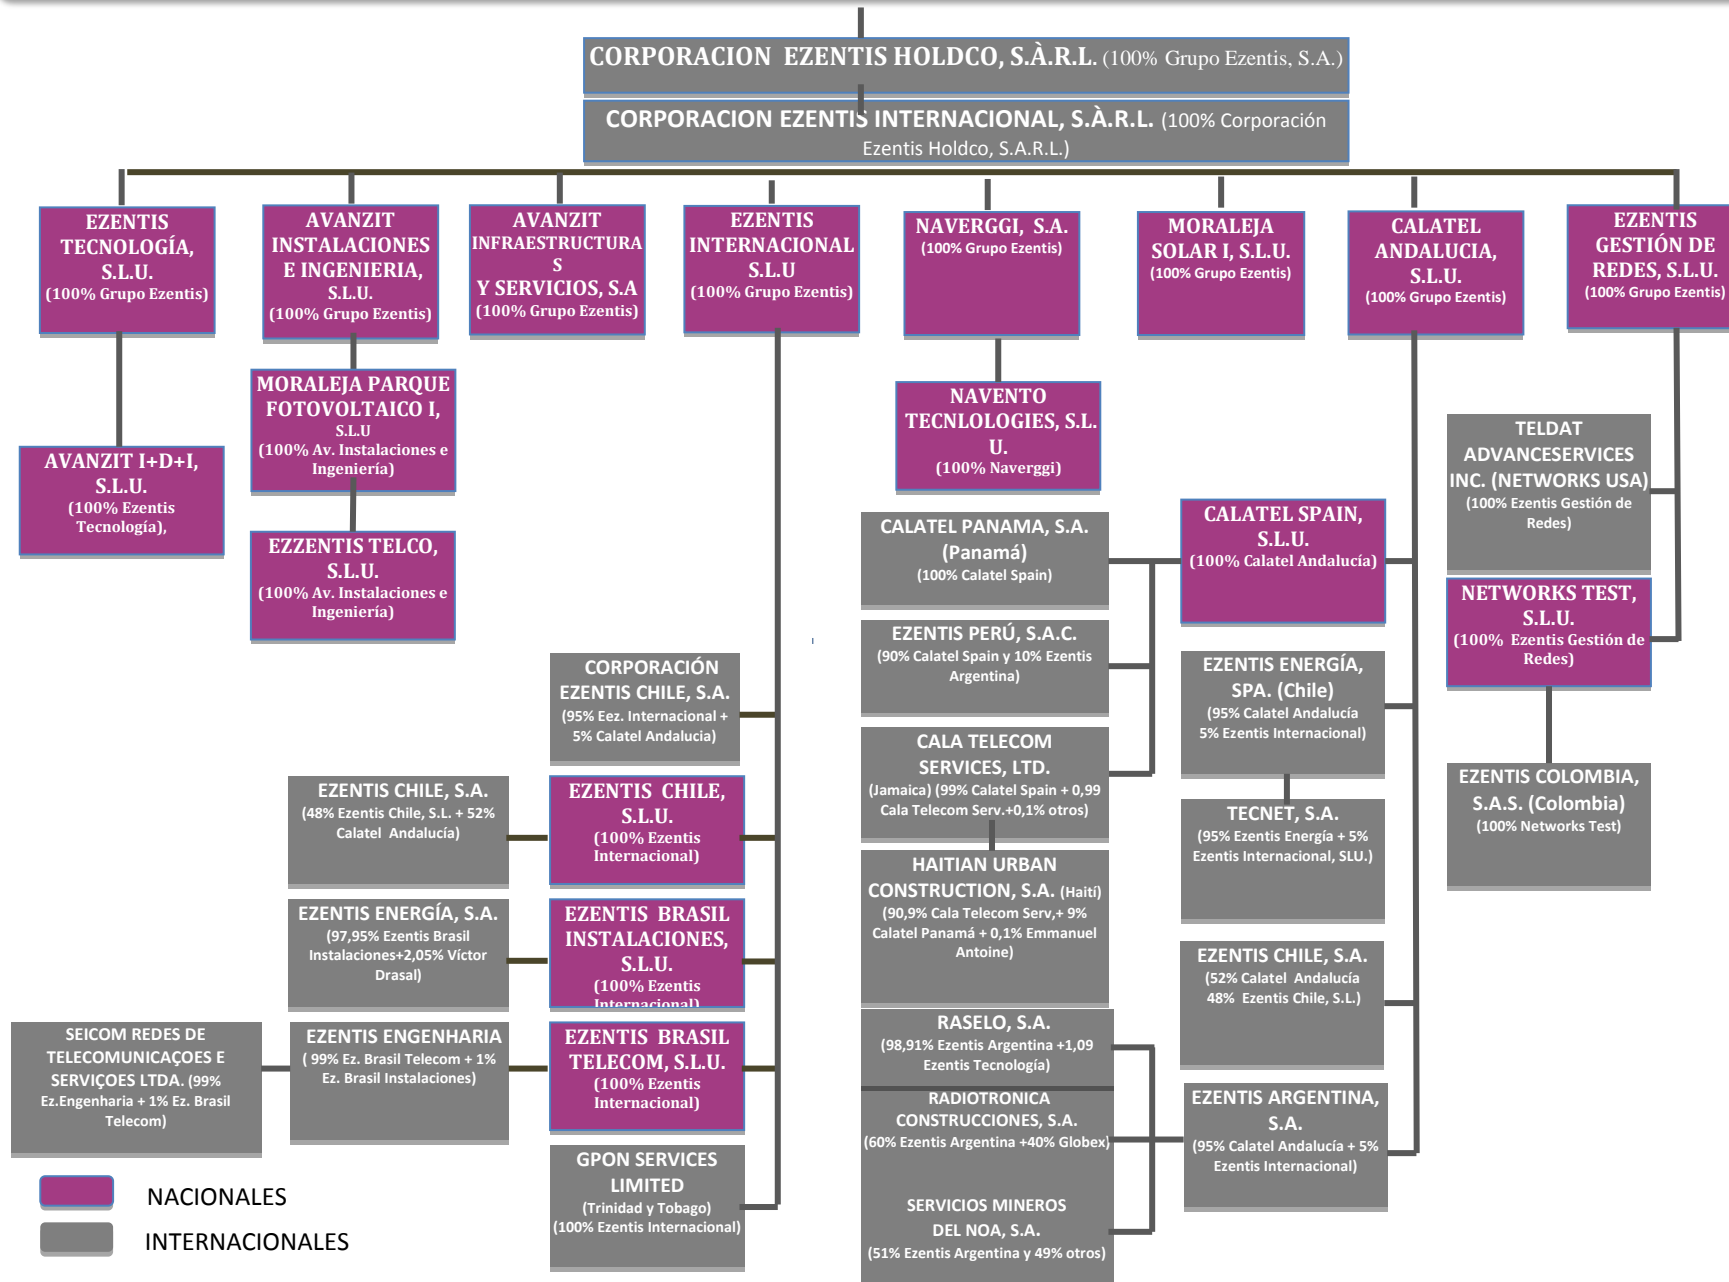 CORPORACION EZENTIS HOLDCO, S.À.R.L. (100% Grupo Ezentis, S.A.)
CORPORACION EZENTIS INTERNACIONAL, S.À.R.L. (100% Corporación
Ezentis Holdco, S.A.R.L.)
EZENTIS
TECNOLOGÍA,
S.L.U.
(100% Grupo Ezentis)
AVANZIT
INSTALACIONES
E INGENIERIA,
S.L.U.
(100% Grupo Ezentis)
AVANZIT
INFRAESTRUCTURA
S
Y SERVICIOS, S.A
(100% Grupo Ezentis)
EZENTIS
INTERNACIONAL
S.L.U
(100% Grupo Ezentis)
NAVERGGI, S.A.
(100% Grupo Ezentis)
MORALEJA
SOLAR I, S.L.U.
(100% Grupo Ezentis)
CALATEL
ANDALUCIA,
S.L.U.
(100% Grupo Ezentis)
EZENTIS
GESTIÓN DE
REDES, S.L.U.
(100% Grupo Ezentis)
AVANZIT I+D+I,
S.L.U.
(100% Ezentis
Tecnología),
MORALEJA PARQUE
FOTOVOLTAICO I,
S.L.U
(100% Av. Instalaciones e
Ingeniería)
EZZENTIS TELCO,
S.L.U.
(100% Av. Instalaciones e
Ingeniería)
NAVENTO
TECNLOLOGIES, S.L.
U.
(100% Naverggi)
TELDAT
ADVANCESERVICES
INC. (NETWORKS USA)
(100% Ezentis Gestión de
Redes)
CALATEL PANAMA, S.A.
(Panamá)
(100% Calatel Spain)
CALATEL SPAIN,
S.L.U.
(100% Calatel Andalucía)
NETWORKS TEST,
S.L.U.
(100% Ezentis Gestión de
Redes)
EZENTIS PERÚ, S.A.C.
(90% Calatel Spain y 10% Ezentis
Argentina)
CORPORACIÓN
EZENTIS CHILE, S.A.
(95% Eez. Internacional +
5% Calatel Andalucia)
EZENTIS ENERGÍA,
SPA. (Chile)
(95% Calatel Andalucía
5% Ezentis Internacional)
CALA TELECOM
SERVICES, LTD.
(Jamaica) (99% Calatel Spain + 0,99
Cala Telecom Serv.+0,1% otros)
EZENTIS COLOMBIA,
S.A.S. (Colombia)
(100% Networks Test)
EZENTIS CHILE, S.A.
(48% Ezentis Chile, S.L. + 52%
Calatel Andalucía)
EZENTIS CHILE,
S.L.U.
(100% Ezentis
Internacional)
TECNET, S.A.
(95% Ezentis Energía + 5%
Ezentis Internacional, SLU.)
HAITIAN URBAN
CONSTRUCTION, S.A. (Haití)
(90,9% Cala Telecom Serv,+ 9%
Calatel Panamá + 0,1% Emmanuel
Antoine)
EZENTIS ENERGÍA, S.A.
(97,95% Ezentis Brasil
Instalaciones+2,05% Víctor
Drasal)
EZENTIS BRASIL
INSTALACIONES,
S.L.U.
(100% Ezentis
Internacional)
EZENTIS CHILE, S.A.
(52% Calatel Andalucía
48% Ezentis Chile, S.L.)
SEICOM REDES DE
TELECOMUNICAÇOES E
SERVIÇOES LTDA. (99%
Ez.Engenharia + 1% Ez. Brasil
Telecom)
EZENTIS ENGENHARIA
( 99% Ez. Brasil Telecom + 1%
Ez. Brasil Instalaciones)
EZENTIS BRASIL
TELECOM, S.L.U.
(100% Ezentis
Internacional)
RASELO, S.A.
(98,91% Ezentis Argentina +1,09
Ezentis Tecnología)
RADIOTRONICA
CONSTRUCCIONES, S.A.
(60% Ezentis Argentina +40% Globex)
EZENTIS ARGENTINA,
S.A.
(95% Calatel Andalucía + 5%
Ezentis Internacional)
GPON SERVICES
LIMITED
(Trinidad y Tobago)
(100% Ezentis Internacional)
SERVICIOS MINEROS
DEL NOA, S.A.
(51% Ezentis Argentina y 49% otros)
NACIONALES
INTERNACIONALES